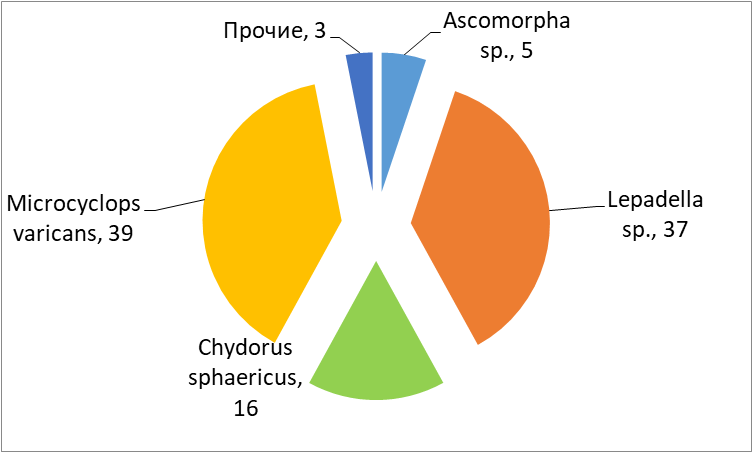 Прочие, 3
Ascomorpha
sp., 5
Lepadella
sp., 37
Microcyclops
varicans, 39
Chydorus
sphaericus,
16